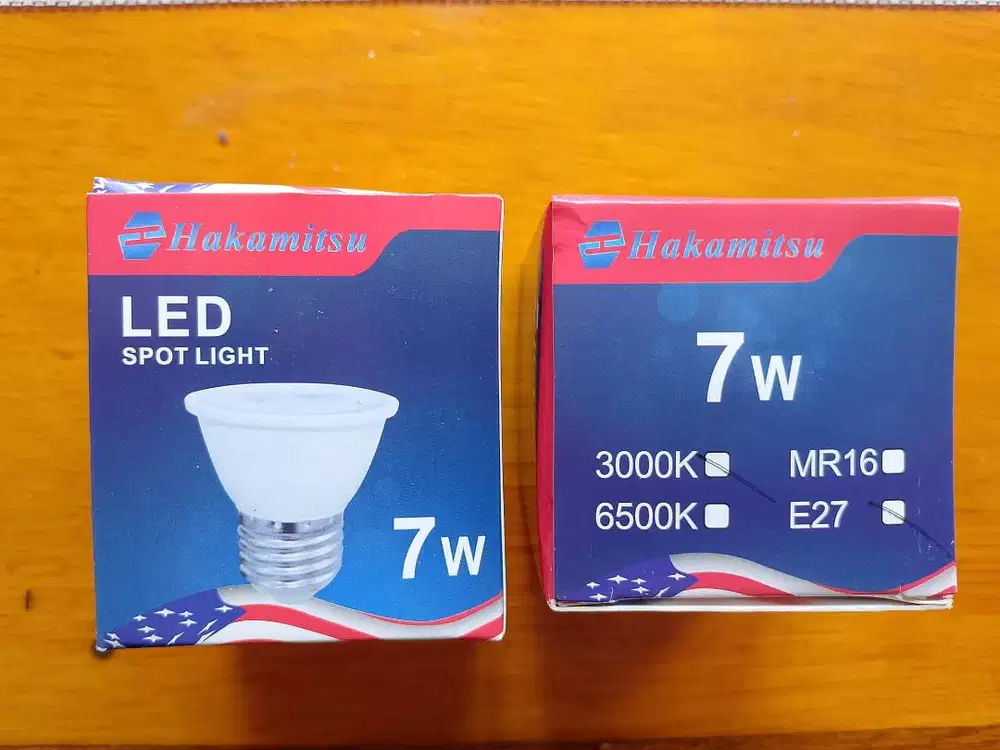 Hakamitsu
LED
SPOT LIGHT
7W
Hakamitsu
7W
3000K MR16
6500K E27